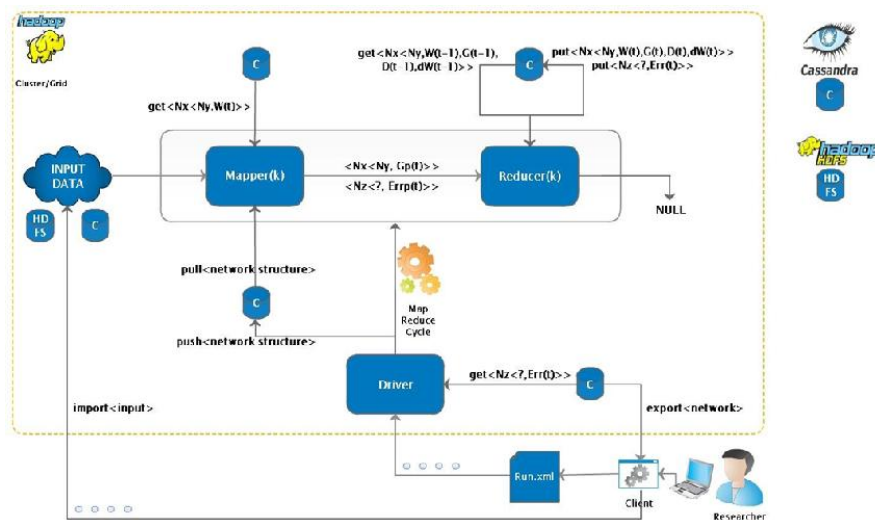 hadoop
Cluster/Grid
C
get<Nx<Ny,W(t)>>
get<Nx<Ny,W(t-1),G(t-1),
D(t-1),dW(t-1)>>
C
put<Nx<Ny,W(t),G(t),D(t),dW(t)>>
put<Nz<?,Err(t)>>
Cassandra
C
hadoop
HDFS
HD
FS
INPUT
DATA
HD
FS
C
Mapper(k)
<Nx<Ny, Gp(t)>>
<Nz<?, Errp(t)>>
Reducer(k)
NULL
pull<network structure>
C
push<network structure>
Map
Reduce
Cycle
Driver
get<Nz<?,Err(t)>>
C
import<input>
export<network>
Run.xml
Client
Researcher